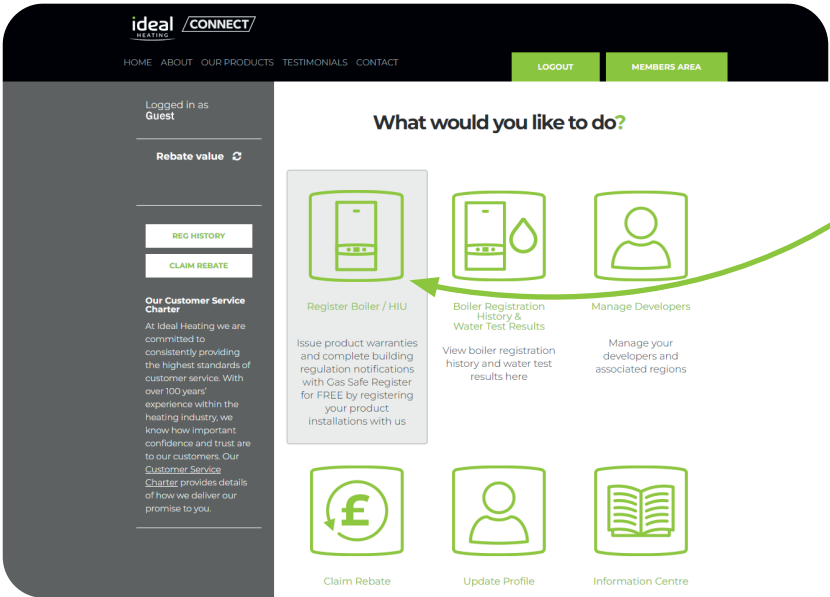 ideal
HEATING
CONNECT
HOME ABOUT OUR PRODUCTS TESTIMONIALS CONTACT
LOGOUT
MEMBERS AREA
Logged in as
Guest
Rebate value
REG HISTORY
CLAIM REBATE
Our Customer Service
Charter
At Ideal Heating we are
committed to
consistently providing
the highest standards of
customer service. With
over 100 years'
experience within the
heating industry, we
know how important
confidence and trust are
to our customers. Our
Customer Service
Charter provides details
of how we deliver our
promise to you.
What would you like to do?
Register Boiler / HIU
Issue product warranties
and complete building
regulation notifications
with Gas Safe Register
for FREE by registering
your product
installations with us
Boiler Registration
History &
Water Test Results
View boiler registration
history and water test
results here
Manage Developers
Manage your
developers and
associated regions
£
Claim Rebate
Update Profile
Information Centre